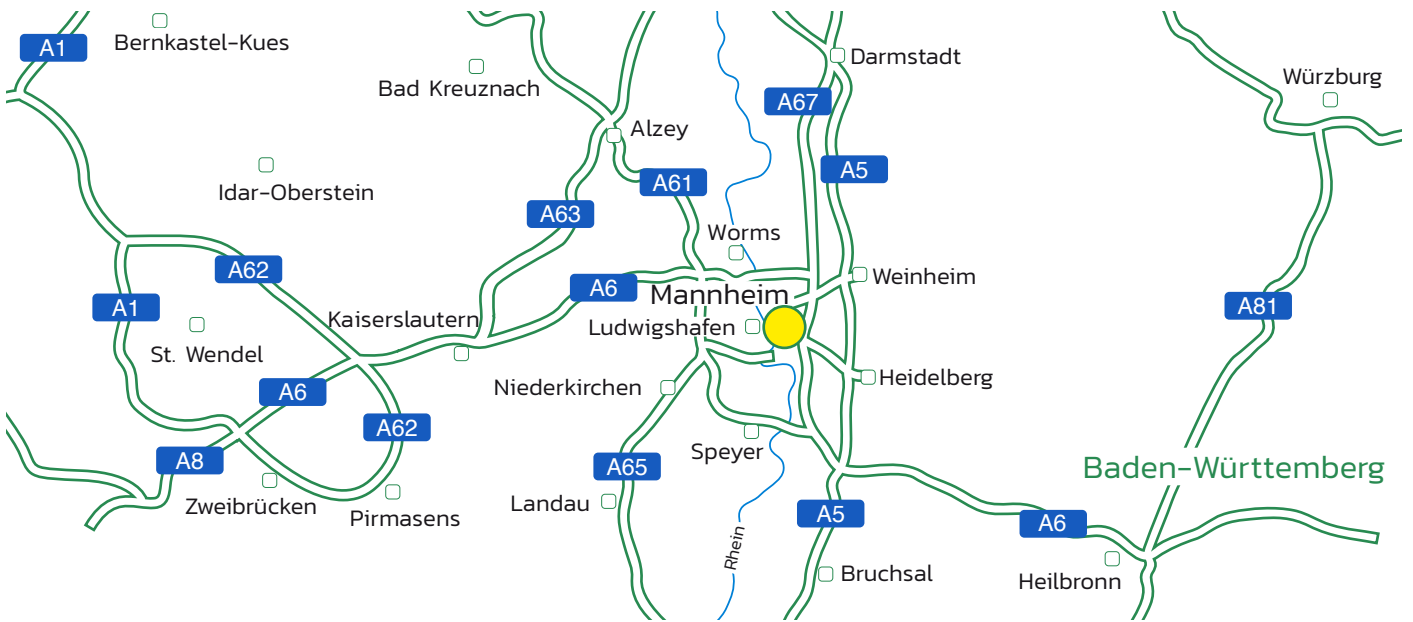 Bernkastel-Kues
A1
Darmstadt
Bad Kreuznach
Würzburg
A67
Alzey
A5
Idar-Oberstein
A61
A63
Worms
A62
Weinheim
A6
Mannheim
A1
A81
Kaiserslautern
Ludwigshafen
St. Wendel
Heidelberg
Niederkirchen
A6
A62
Speyer
A8
A65
Baden-Württemberg
Zweibrücken
Landau
Pirmasens
A5
A6
Rhein
Bruchsal
Heilbronn